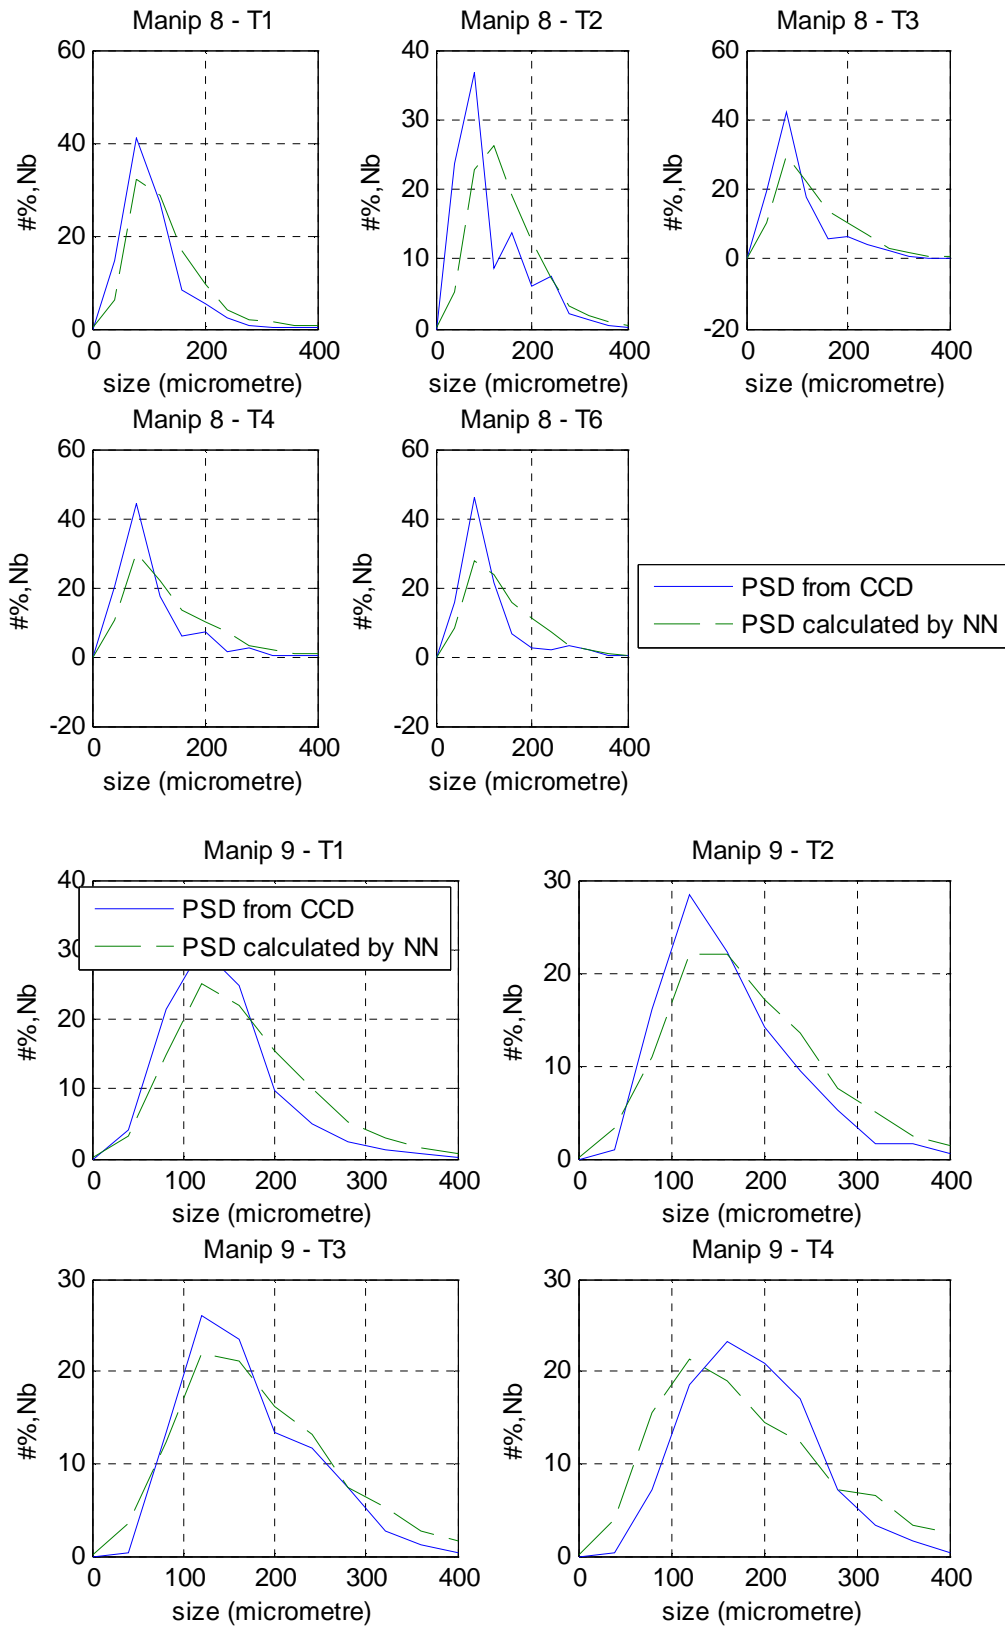 Manip 8 - T1
Manip 8 - T2
Manip 8 - T3
60
40
20
0
#%,Nb
0 200 400
size (micrometre)
40
30
20
10
0
#%,Nb
0 200 400
size (micrometre)
60
40
20
0
-20
#%,Nb
0 200 400
size (micrometre)
Manip 8 - T4
Manip 8 - T6
60
40
20
0
-20
#%,Nb
0 200 400
size (micrometre)
60
40
20
0
-20
#%,Nb
0 200 400
size (micrometre)
PSD from CCD
PSD calculated by NN
Manip 9 - T1
Manip 9 - T2
40
30
20
10
0
#%,Nb
PSD from CCD
PSD calculated by NN
0 100 200 300 400
size (micrometre)
30
20
10
0
#%,Nb
0 100 200 300 400
size (micrometre)
Manip 9 - T3
Manip 9 - T4
30
20
10
0
#%,Nb
0 100 200 300 400
size (micrometre)
30
20
10
0
#%,Nb
0 100 200 300 400
size (micrometre)